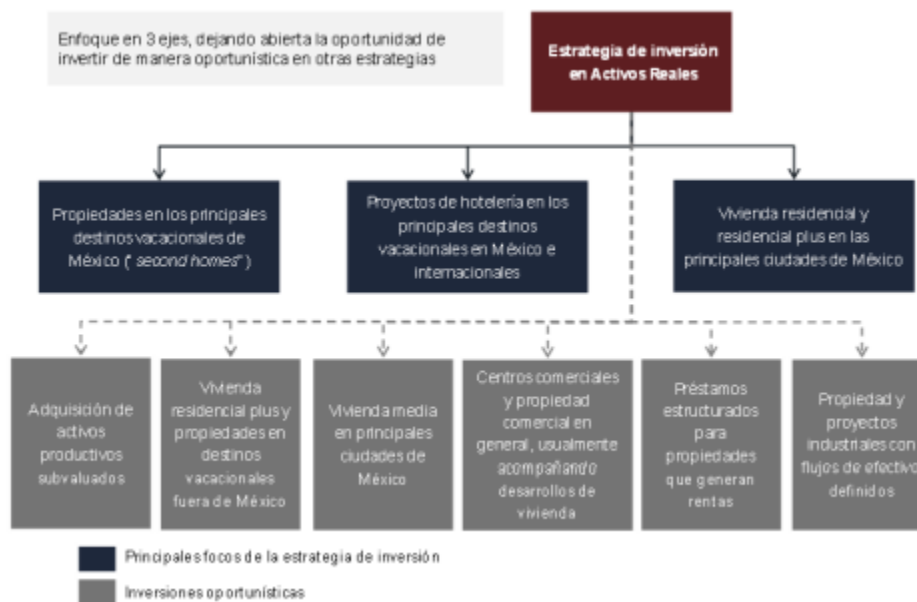 Enfoque en 3 ejes, dejando abierta la oportunidad de
invertir de manera oportunística en otras estrategias
Estrategia de inversión
en Activos Reales
Propiedades en los principales
destinos vacacionales de
México (" second homes")
Proyectos de hotelería en los
principales destinos
vacacionales en México e
internacionales
Vivienda residencial y
residencial plus en las
principales ciudades de México
Adquisición de
activos
productivos
subvaluados
Vivienda
residencial plus y
propiedades en
destinos
vacacionales
fuera de México
Vivienda media
en principales
ciudades de
México
Centros comerciales
y propiedad
comercial en
general, usualmente
acompañando
desarrollos de
vivienda
Préstamos
estructurados
para
propiedades
que generan
rentas
Propiedad y
proyectos
industriales con
flujos de efectivo
definidos
Principales focos de la estrategia de inversión
Inversiones oportunísticas